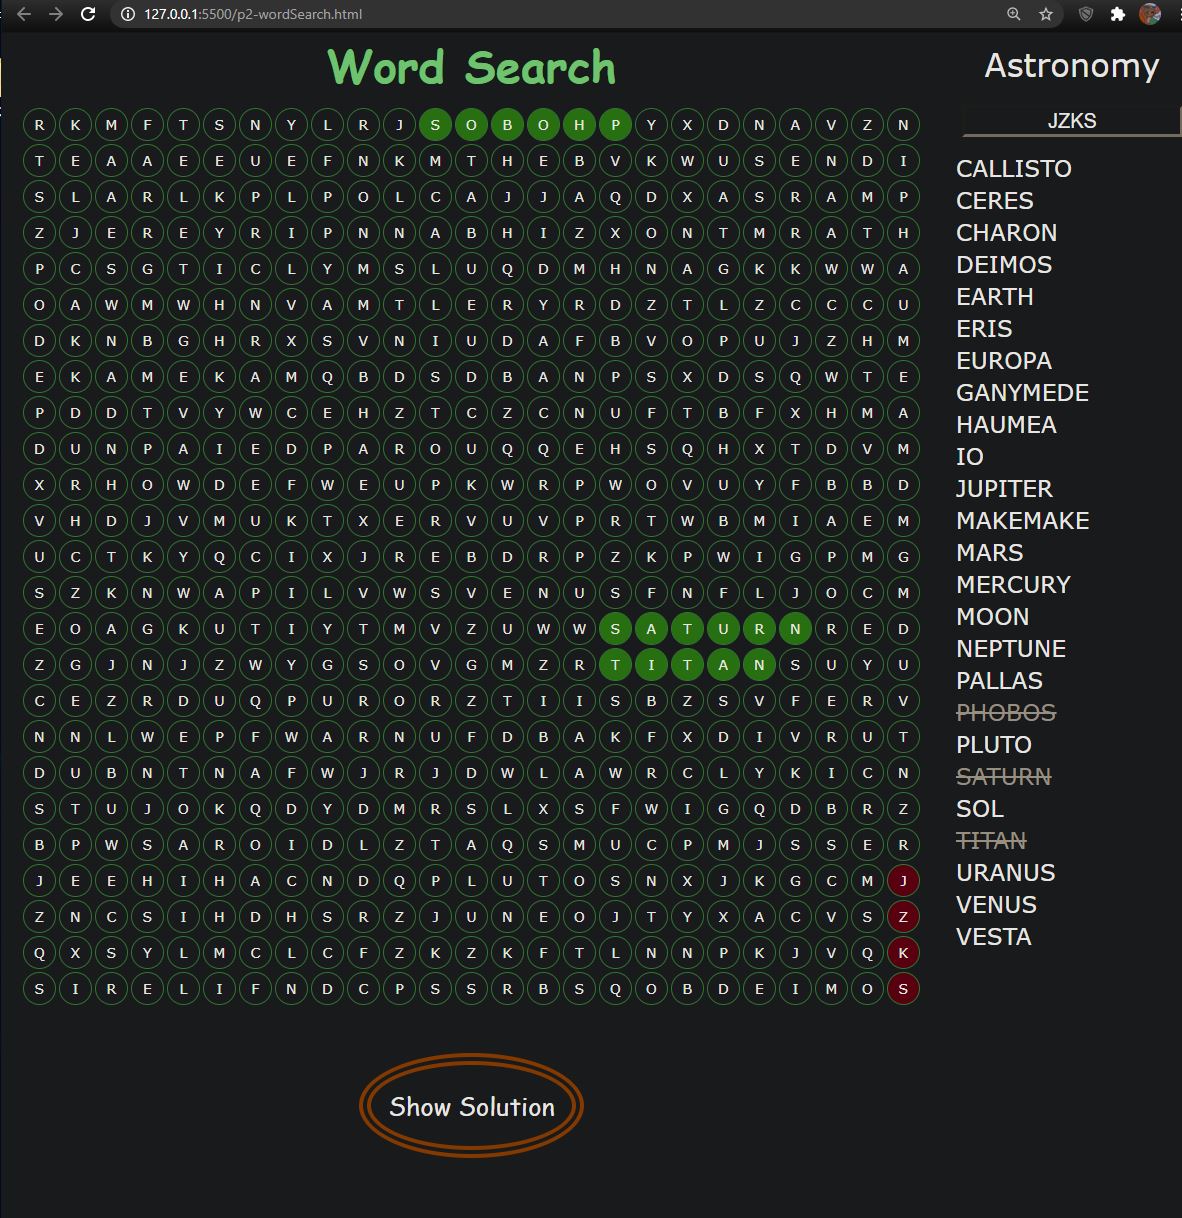 127.0.0.1:5500/p2-wordSearch.html
Word Search
Astronomy
JZKS
R K M F T S N Y L R J S O B O H P Y X D N A V Z N
T E A A E E U E F N K M T H E B V K W U S E N D I
S L A R L K P L P O L C A J J A Q D X A S R A M P
Z J E R E Y R I P N N A B H I Z X O N T M R A T H
P C S G T I C L Y M S L U Q D M H N A G K K W W A
O A W M W H N V A M T L E R Y R D Z T L Z C C C U
D K N B G H R X S V N I U D A F B V O P U J Z H M
E K A M E K A M Q B D S D B A N P S X D S Q W T E
P D D T V Y W C E H Z T C Z C N U F T B F X H M A
D U N P A I E D P A R O U Q Q E H S Q H X T D V M
X R H O W D E F W E U P K W R P W O V U Y F B B D
V H D J V M U K T X E R V U V P R T W B M I A E M
U C T K Y Q C I X J R E B D R P Z K P W I G P M G
S Z K N W A P I L V W S V E N U S F N F L J O C M
E O A G K U T I Y T M V Z U W W S A T U R N R E D
Z G J N J Z W Y G S O V G M Z R T I T A N S U Y U
C E Z R D U Q P U R O R Z T I I S B Z S V F E R V
N N L W E P F W A R N U F D B A K F X D I V R U T
D U B N T N A F W J R J D W L A W R C L Y K I C N
S T U J O K Q D Y D M R S L X S F W I G Q D B R Z
B P W S A R O I D L Z T A Q S M U C P M J S S E R
J E E H I H A C N D Q P L U T O S N X J K G C M J
Z N C S I H D H S R Z J U N E O J T Y X A C V S Z
Q X S Y L M C L C F Z K Z K F T L N N P K J V Q K
S I R E L I F N D C P S S R B S Q O B D E I M O S
CALLISTO
CERES
CHARON
DEIMOS
EARTH
ERIS
EUROPA
GANYMEDE
HAUMEA
IO
JUPITER
MAKEMAKE
MARS
MERCURY
MOON
NEPTUNE
PALLAS
PHOBOS
PLUTO
SATURN
SOL
TITAN
URANUS
VENUS
VESTA
Show Solution